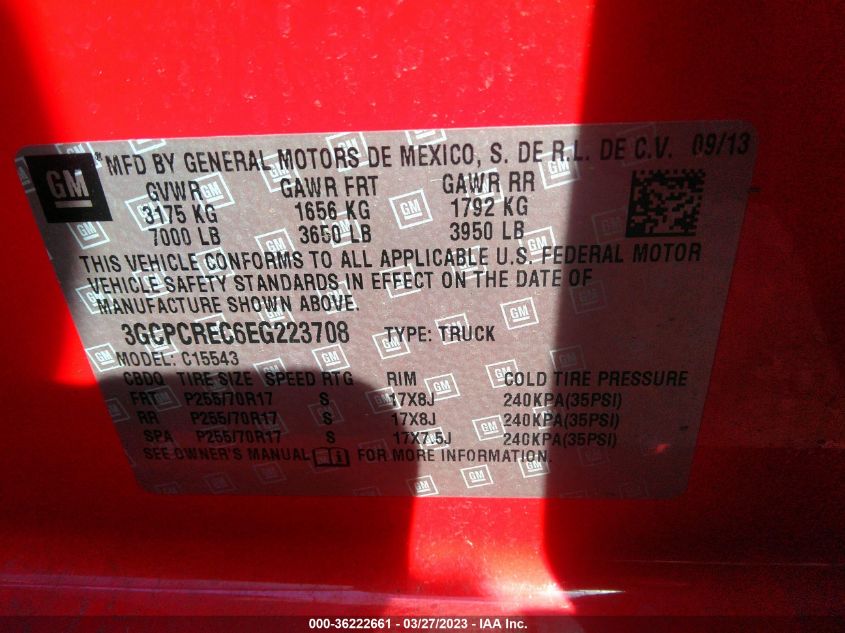 GM ® MFD BY GENERAL MOTORS DE MEXICO, S. DE R.L. DE C.V. 09/13
GVWR GAWR FRT GAWR RR
3175 KG 1656 KG 1792 KG
7000 LB 3650 LB 3950 LB
THIS VEHICLE CONFORMS TO ALL APPLICABLE U.S. FEDERAL MOTOR
VEHICLE SAFETY STANDARDS IN EFFECT ON THE DATE OF
MANUFACTURE SHOWN ABOVE.
3GCPCREC6EG223708 TYPE: TRUCK
MODEL: C15543
CBDQ TIRE SIZE SPEED RTG RIM COLD TIRE PRESSURE
FRT P255/70R17 S 17X8J 240KPA(35PSI)
RR P255/70R17 S 17X8J 240KPA(35PSI)
SPA P255/70R17 S 17X7.5J 240KPA(35PSI)
SEE OWNER'S MANUAL FOR MORE INFORMATION.
000-36222661 - 03/27/2023 - IAA Inc.